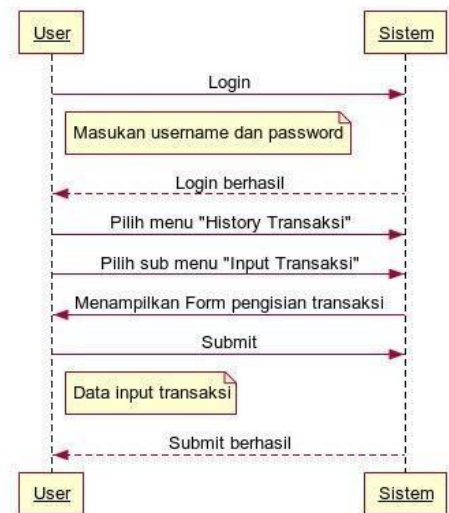 User Sistem
Login
Masukan username dan password
Login berhasil
Pilih menu "History Transaksi"
Pilih sub menu "Input Transaksi"
Menampilkan Form pengisian transaksi
Submit
Data input transaksi
Submit berhasil
User Sistem